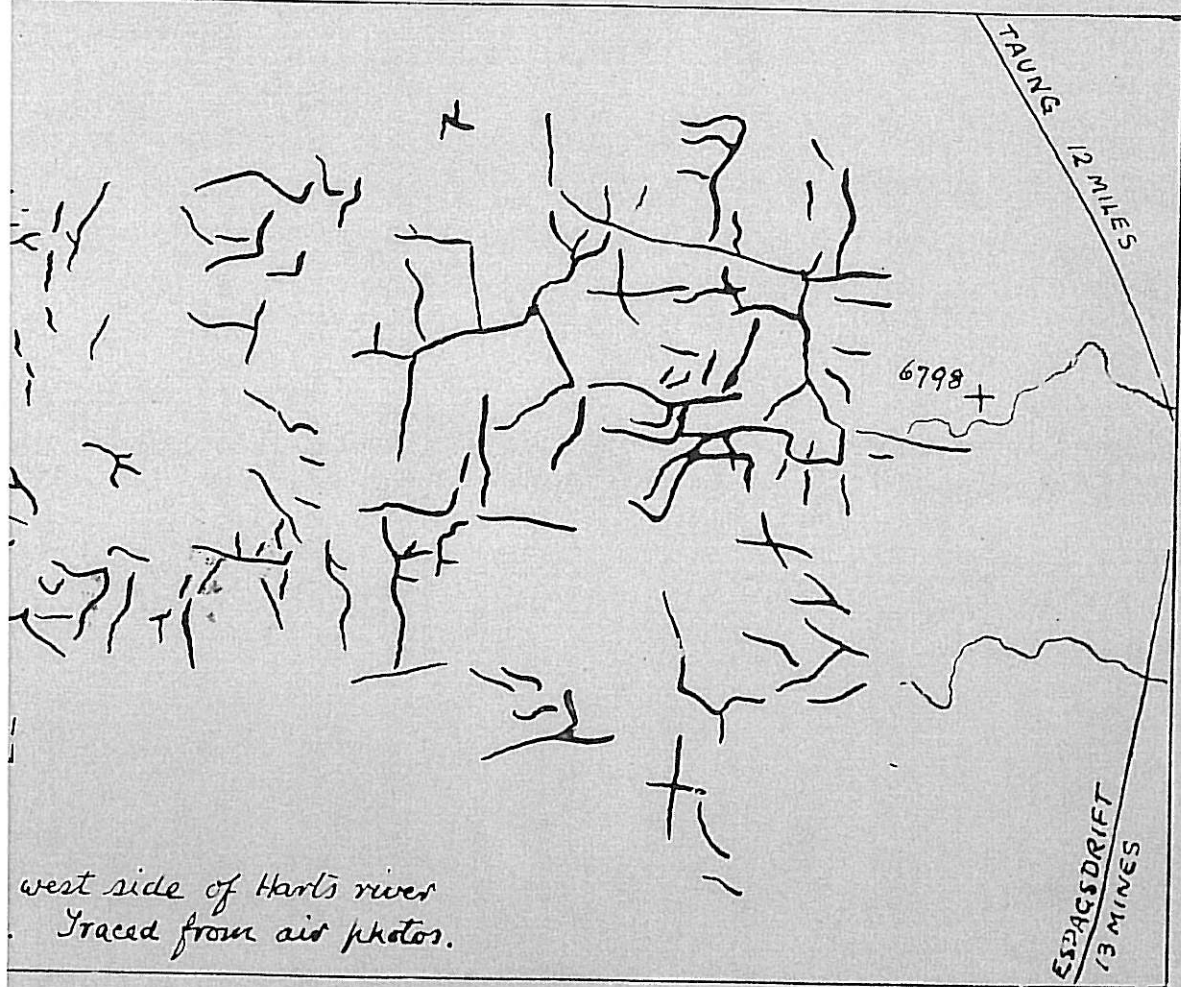 TAUNG 12 MILES
6798
ESPAGSDRIFT
13 MINES
west side of Harts river
. Traced from air photos.